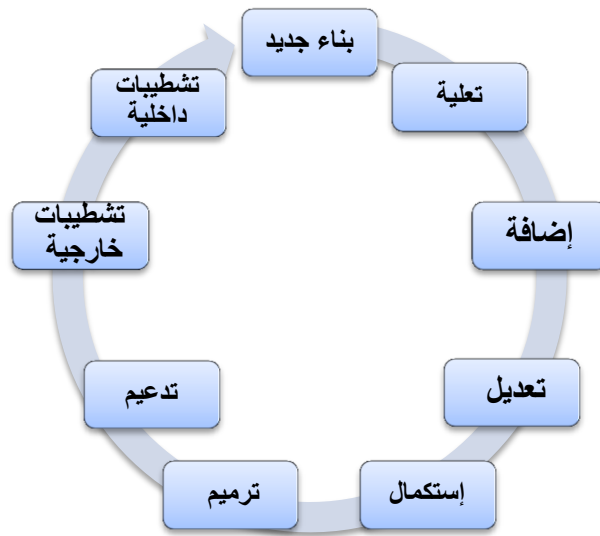 بناء جديد
تعلية
إضافة
تعديل
إستكمال
ترميم
تدعيم
تشطيبات
خارجية
تشطيبات
داخلية